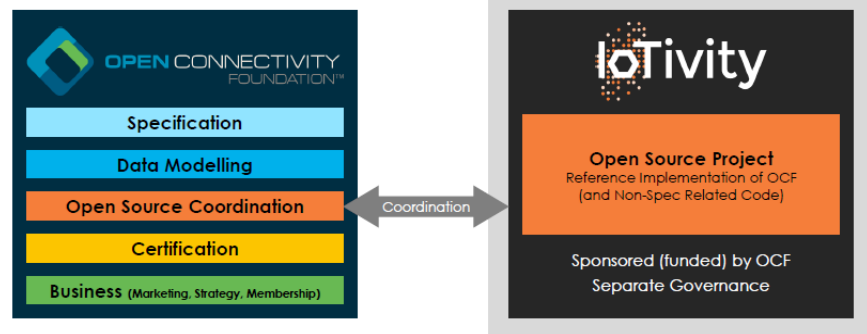 OPEN CONNECTIVITY
FOUNDATION™
Specification
Data Modelling
Open Source Coordination
Certification
Business (Marketing, Strategy, Membership)
Coordination
IoTivity
Open Source Project
Reference Implementation of OCF
(and Non-Spec Related Code)
Sponsored (funded) by OCF
Separate Governance